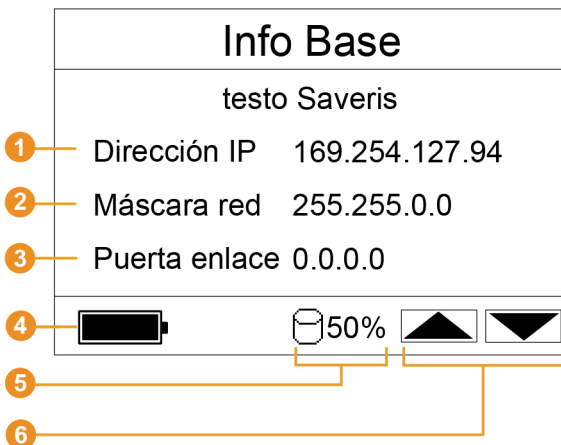 Info Base
testo Saveris
1 Dirección IP 169.254.127.94
2 Máscara red 255.255.0.0
3 Puerta enlace 0.0.0.0
4 50%
5
6